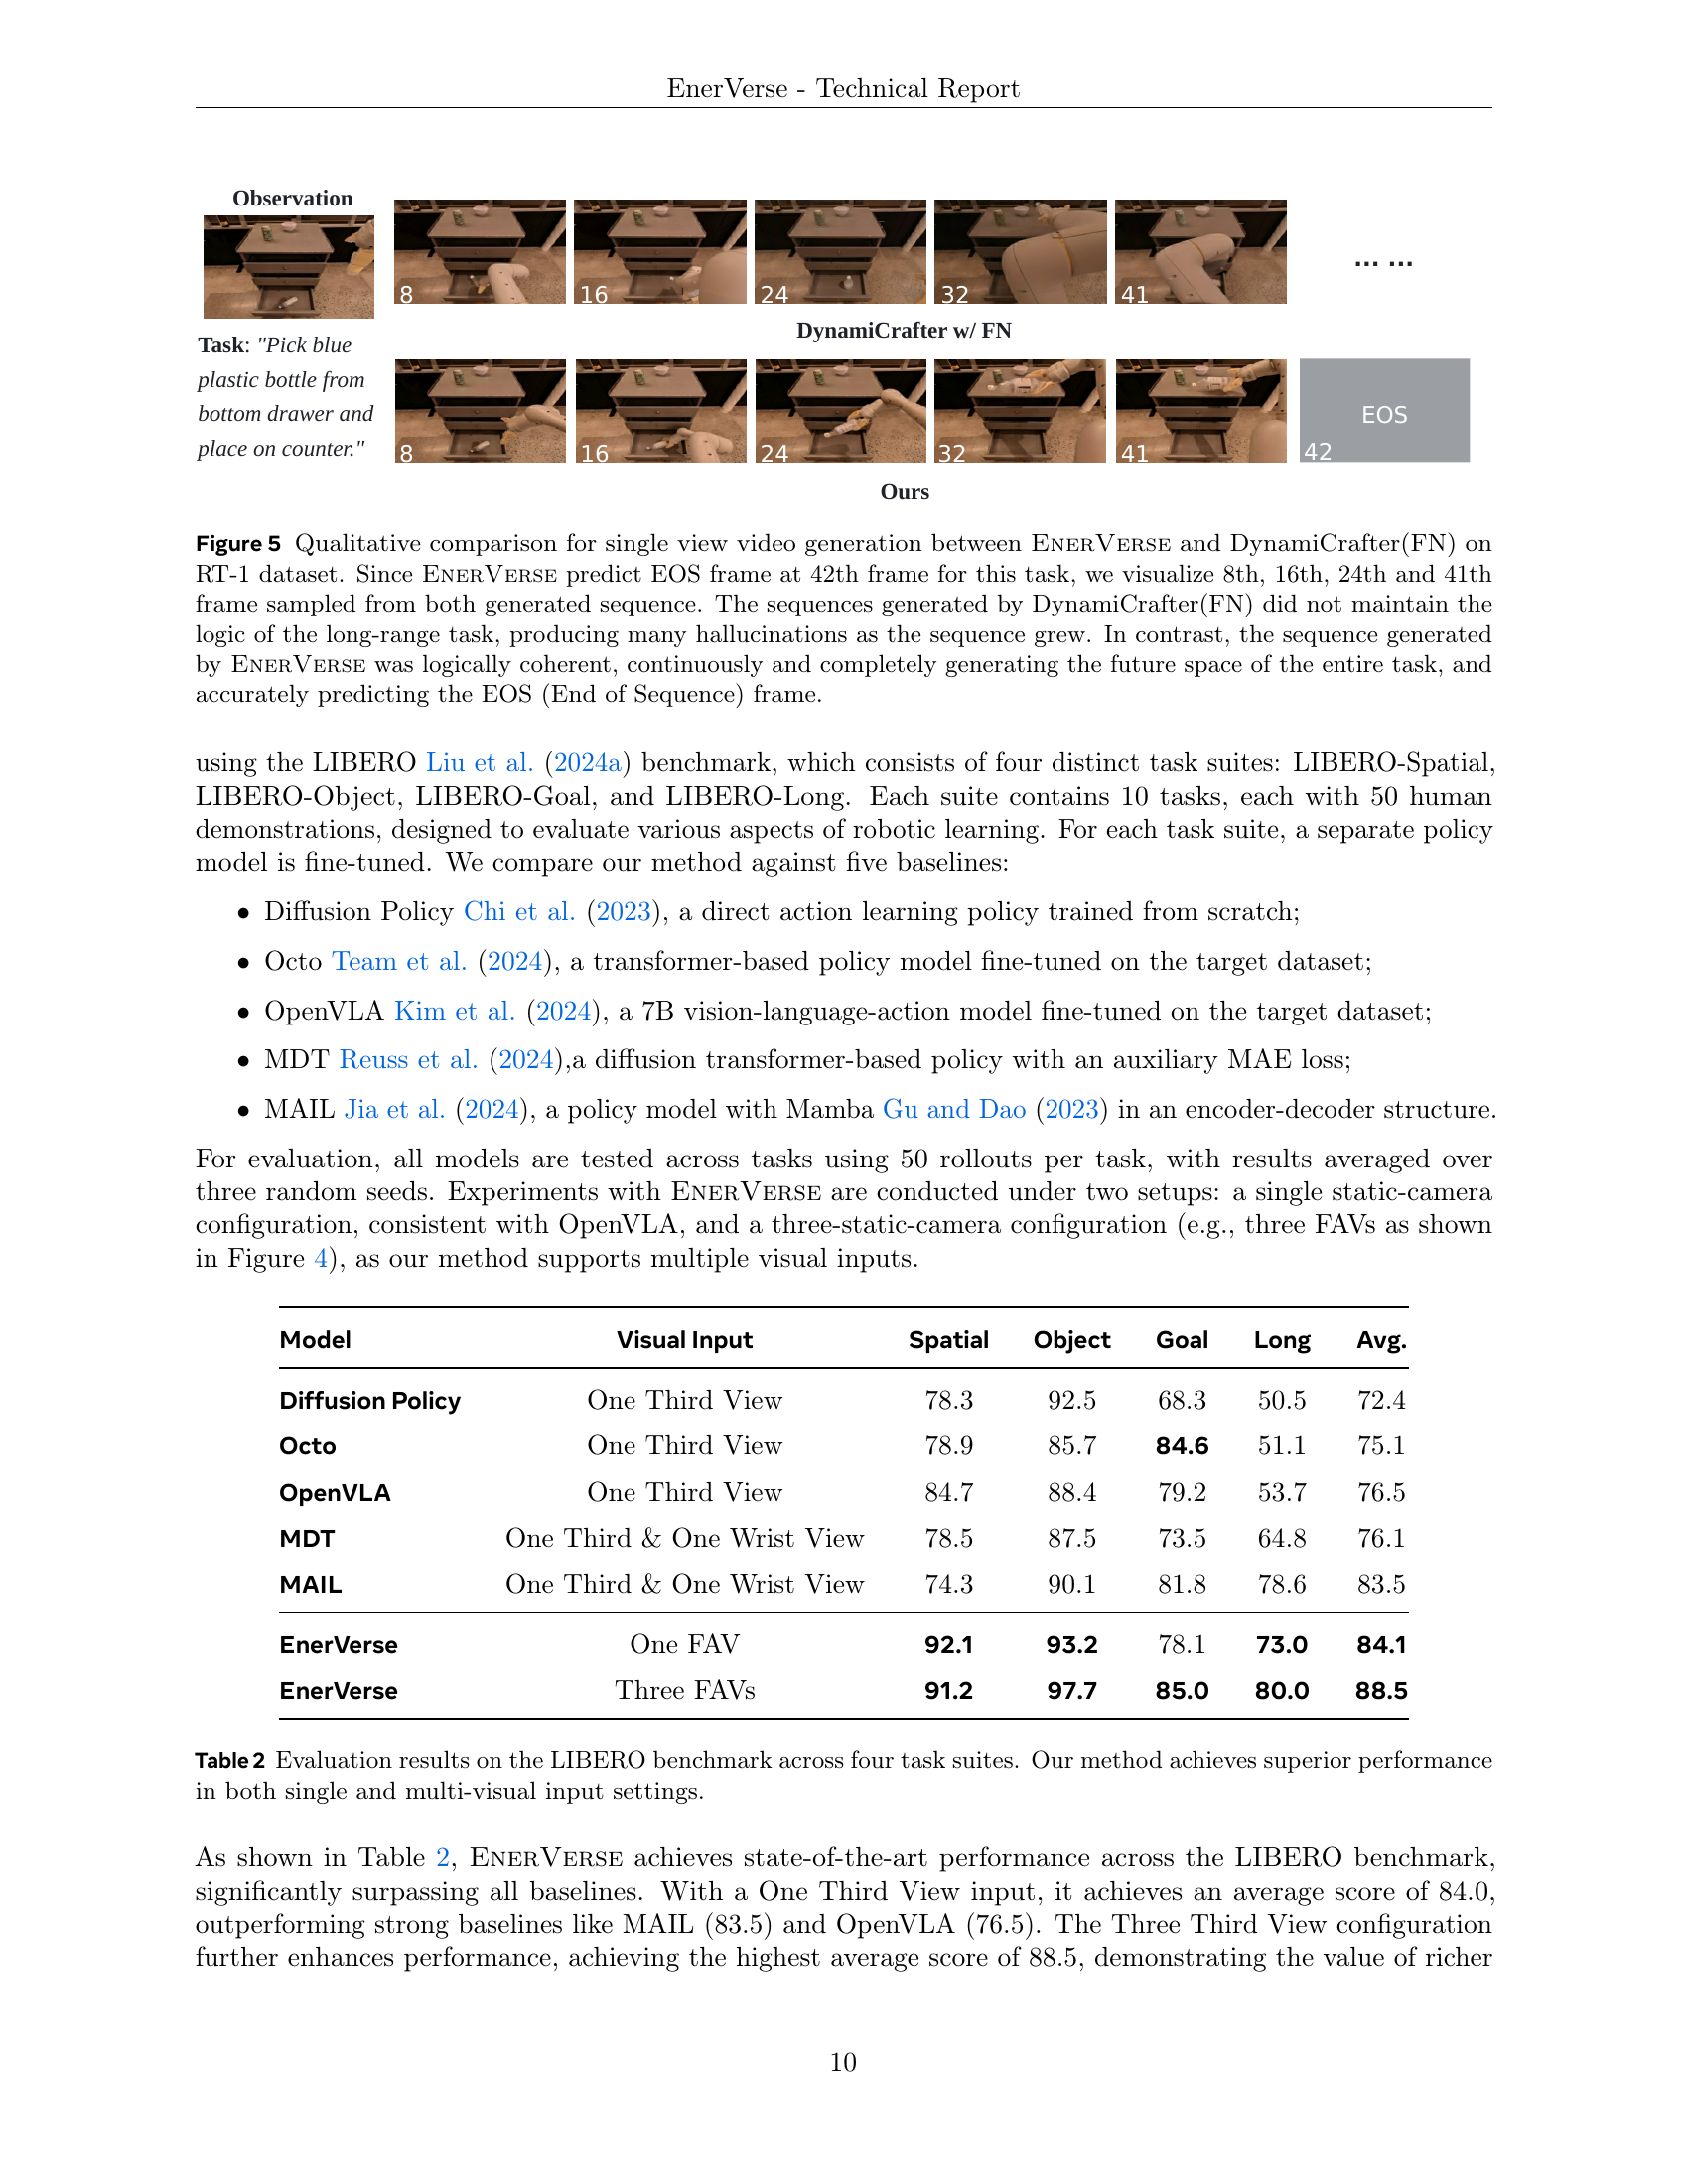 EnerVerse - Technical Report
Observation
8 16 24 32 41 ... ...
DynamiCrafter w/ FN
Task: "Pick blue
plastic bottle from
bottom drawer and
place on counter."
8 16 24 32 41 EOS 42
Ours
Figure 5 Qualitative comparison for single view video generation between EnerVerse and DynamiCrafter(FN) on
RT-1 dataset. Since EnerVerse predict EOS frame at 42th frame for this task, we visualize 8th, 16th, 24th and 41th
frame sampled from both generated sequence. The sequences generated by DynamiCrafter(FN) did not maintain the
logic of the long-range task, producing many hallucinations as the sequence grew. In contrast, the sequence generated
by EnerVerse was logically coherent, continuously and completely generating the future space of the entire task, and
accurately predicting the EOS (End of Sequence) frame.
using the LIBERO Liu et al. (2024a) benchmark, which consists of four distinct task suites: LIBERO-Spatial,
LIBERO-Object, LIBERO-Goal, and LIBERO-Long. Each suite contains 10 tasks, each with 50 human
demonstrations, designed to evaluate various aspects of robotic learning. For each task suite, a separate policy
model is fine-tuned. We compare our method against five baselines:
• Diffusion Policy Chi et al. (2023), a direct action learning policy trained from scratch;
• Octo Team et al. (2024), a transformer-based policy model fine-tuned on the target dataset;
• OpenVLA Kim et al. (2024), a 7B vision-language-action model fine-tuned on the target dataset;
• MDT Reuss et al. (2024),a diffusion transformer-based policy with an auxiliary MAE loss;
• MAIL Jia et al. (2024), a policy model with Mamba Gu and Dao (2023) in an encoder-decoder structure.
For evaluation, all models are tested across tasks using 50 rollouts per task, with results averaged over
three random seeds. Experiments with EnerVerse are conducted under two setups: a single static-camera
configuration, consistent with OpenVLA, and a three-static-camera configuration (e.g., three FAVs as shown
in Figure 4), as our method supports multiple visual inputs.
Model Visual Input Spatial Object Goal Long Avg.
Diffusion Policy One Third View 78.3 92.5 68.3 50.5 72.4
Octo One Third View 78.9 85.7 84.6 51.1 75.1
OpenVLA One Third View 84.7 88.4 79.2 53.7 76.5
MDT One Third & One Wrist View 78.5 87.5 73.5 64.8 76.1
MAIL One Third & One Wrist View 74.3 90.1 81.8 78.6 83.5
EnerVerse One FAV 92.1 93.2 78.1 73.0 84.1
EnerVerse Three FAVs 91.2 97.7 85.0 80.0 88.5
Table 2 Evaluation results on the LIBERO benchmark across four task suites. Our method achieves superior performance
in both single and multi-visual input settings.
As shown in Table 2, EnerVerse achieves state-of-the-art performance across the LIBERO benchmark,
significantly surpassing all baselines. With a One Third View input, it achieves an average score of 84.0,
outperforming strong baselines like MAIL (83.5) and OpenVLA (76.5). The Three Third View configuration
further enhances performance, achieving the highest average score of 88.5, demonstrating the value of richer
10